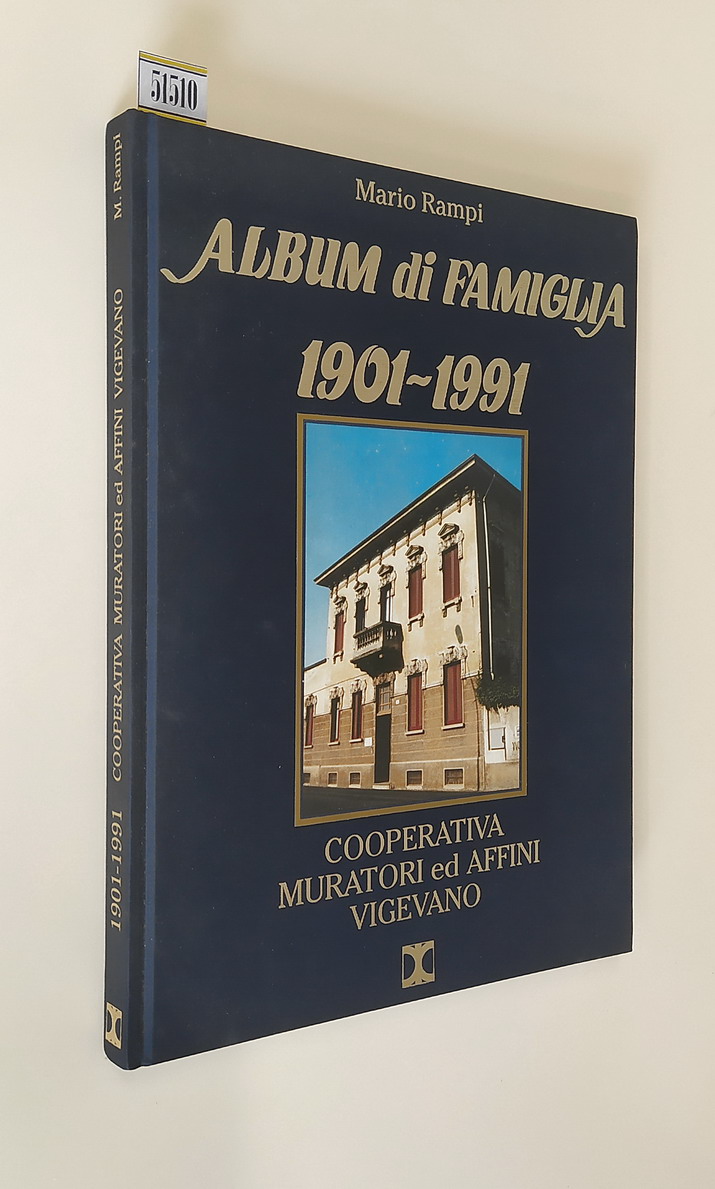 51510
Mario Rampi
ALBUM di FAMIGLIA
1901~1991
COOPERATIVA
MURATORI ed AFFINI
VIGEVANO
1901-1991 COOPERATIVA MURATORI ed AFFINI VIGEVANO M. Rampi